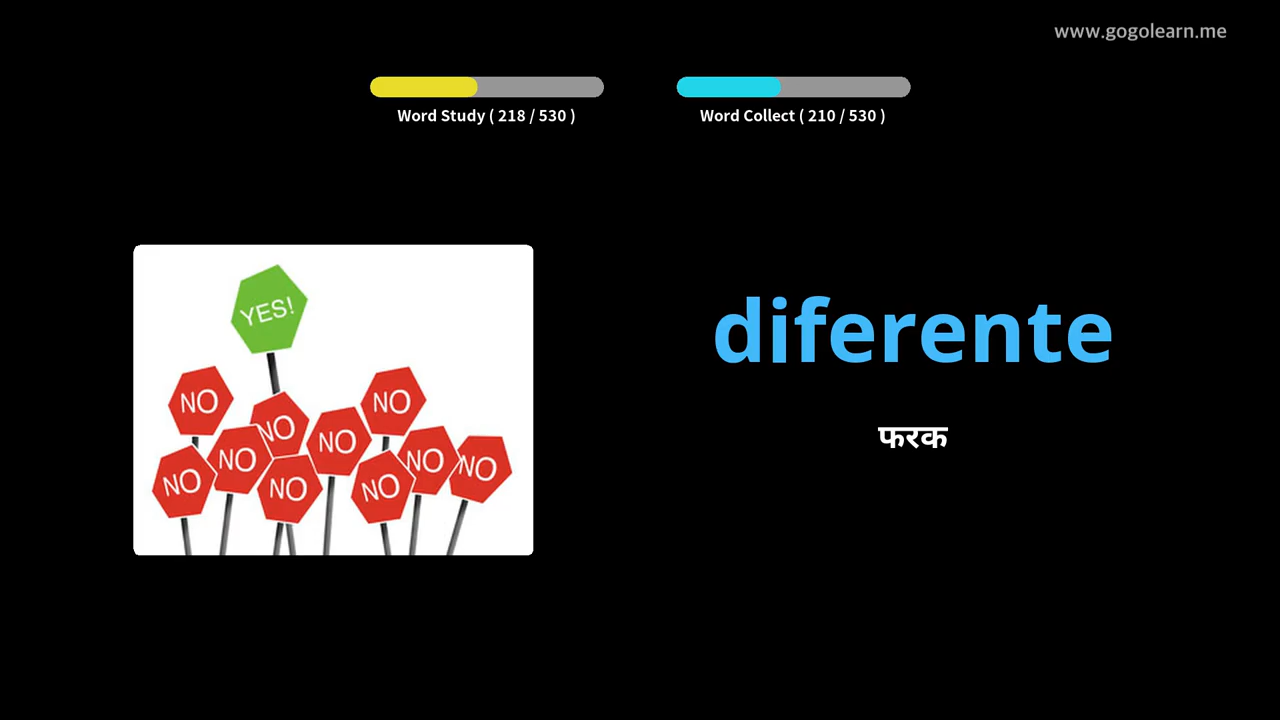 www.gogolearn.me
Word Study ( 218 / 530 )
Word Collect ( 210 / 530 )
YES!
NO
NO
NO
NO
NO
NO
NO
NO
NO
NO
diferente
फरक